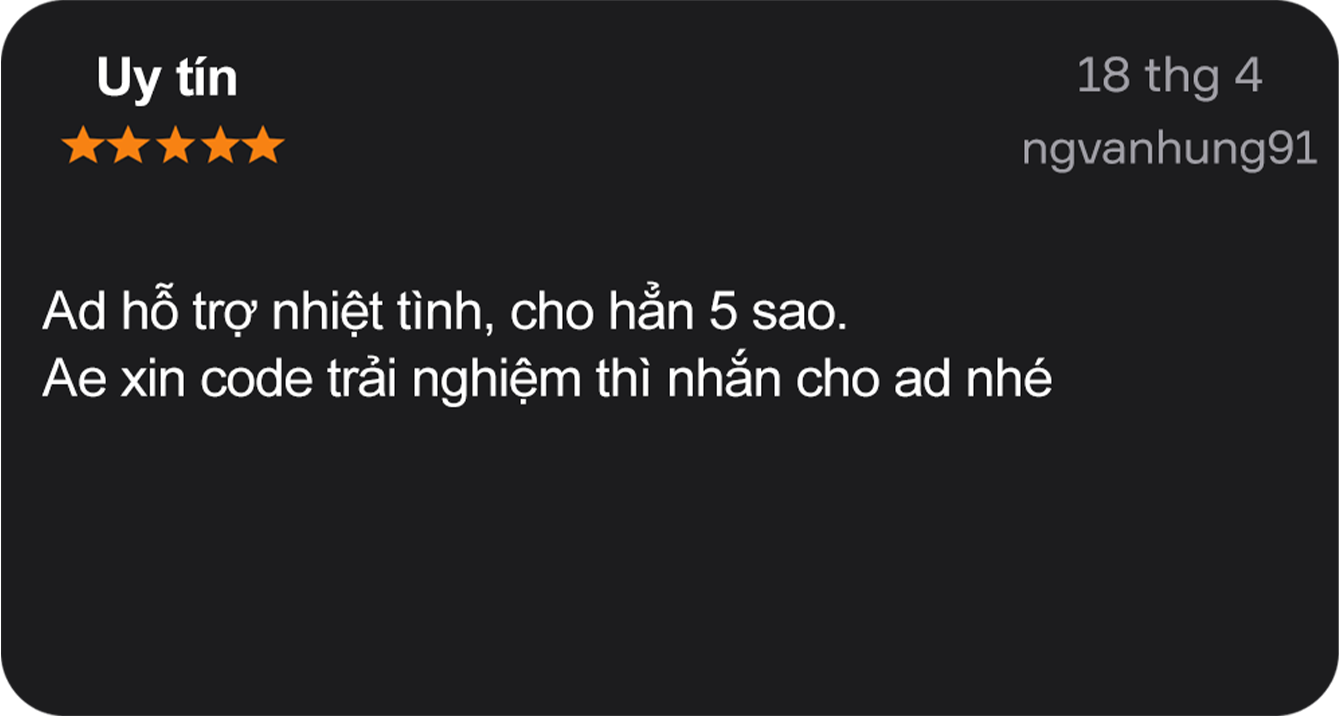 Uy tín
18 thg 4
★★★★★
ngvanhung91
Ad hỗ trợ nhiệt tình, cho hẳn 5 sao.
Ae xin code trải nghiệm thì nhắn cho ad nhé